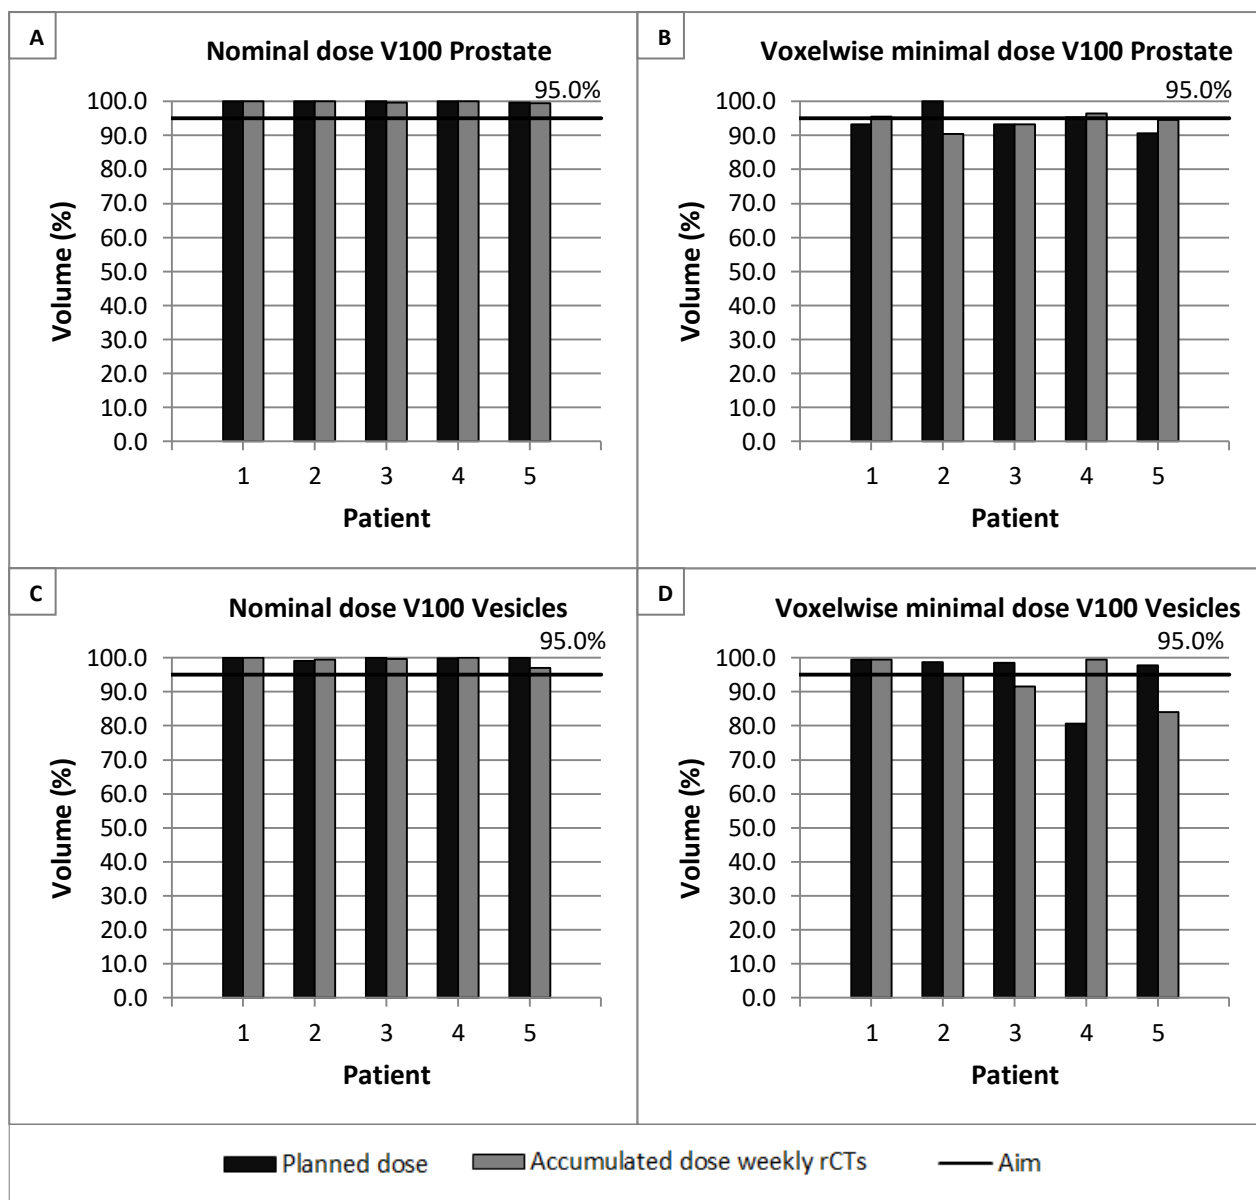 A
Nominal dose V100 Prostate
95.0%
100.0
90.0
80.0
70.0
60.0
50.0
40.0
30.0
20.0
10.0
0.0
Volume (%)
1 2 3 4 5
Patient
B
Voxelwise minimal dose V100 Prostate
95.0%
100.0
90.0
80.0
70.0
60.0
50.0
40.0
30.0
20.0
10.0
0.0
Volume (%)
1 2 3 4 5
Patient
C
Nominal dose V100 Vesicles
95.0%
100.0
90.0
80.0
70.0
60.0
50.0
40.0
30.0
20.0
10.0
0.0
Volume (%)
1 2 3 4 5
Patient
D
Voxelwise minimal dose V100 Vesicles
95.0%
100.0
90.0
80.0
70.0
60.0
50.0
40.0
30.0
20.0
10.0
0.0
Volume (%)
1 2 3 4 5
Patient
Planned dose Accumulated dose weekly rCTs Aim